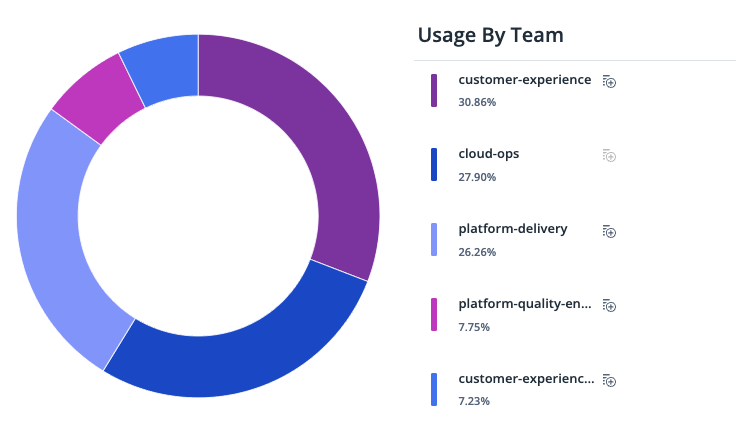 Usage By Team
customer-experience
30.86%
cloud-ops
27.90%
platform-delivery
26.26%
platform-quality-en...
7.75%
customer-experienc...
7.23%